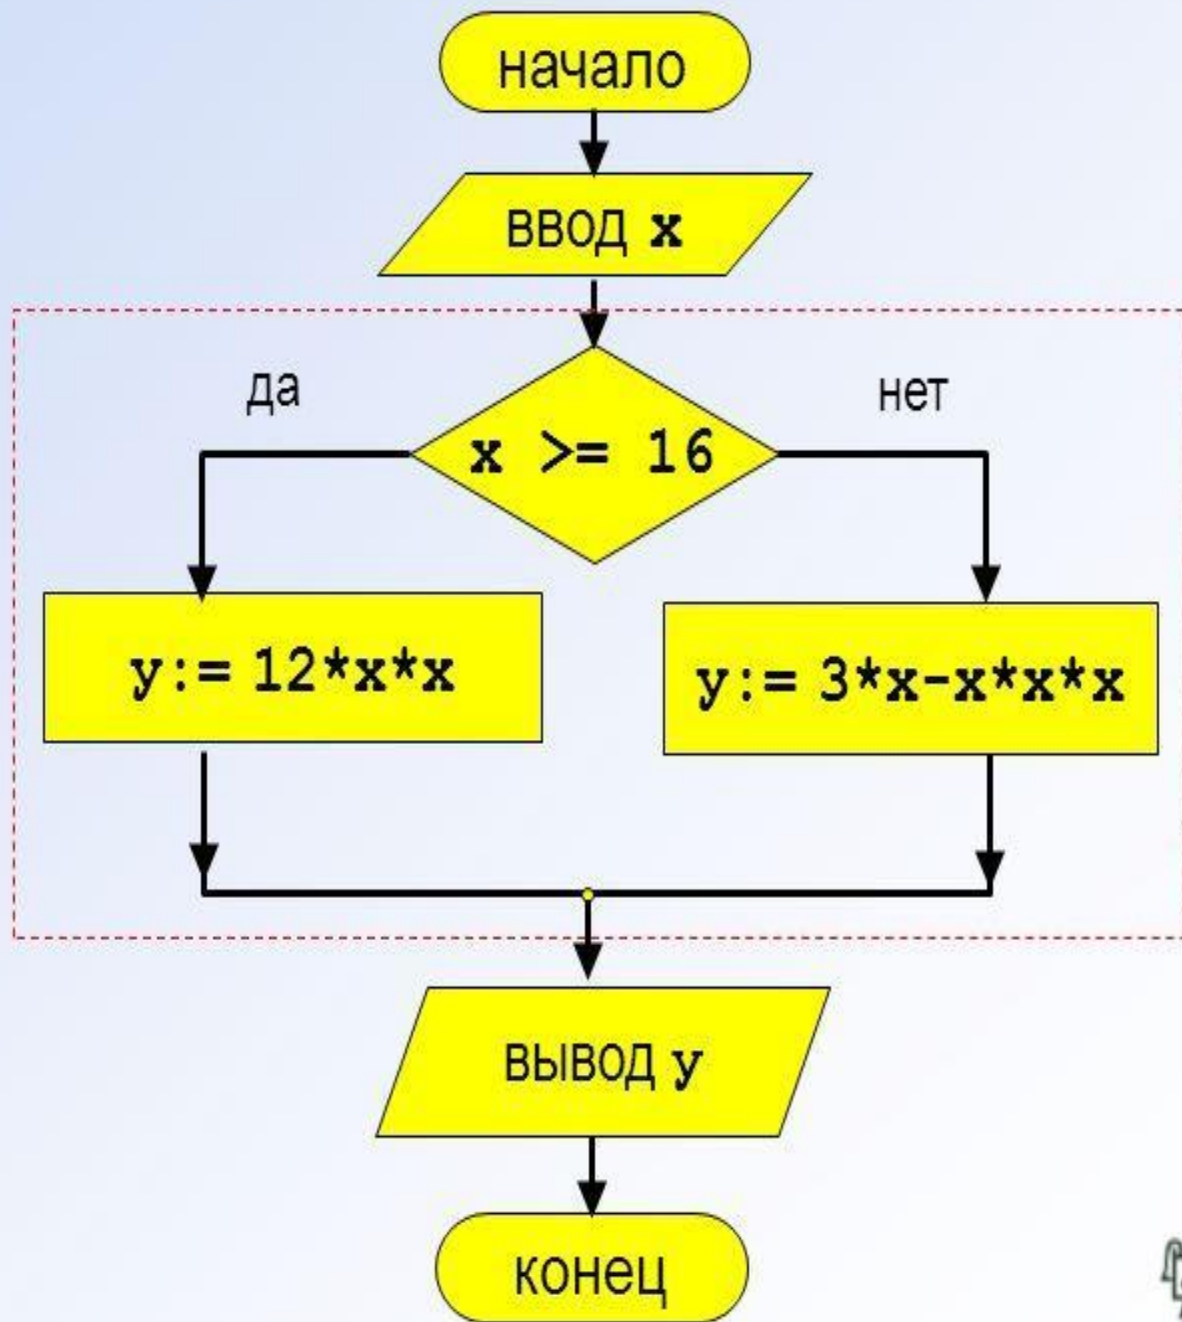 начало
ввод x
да
нет
x >= 16
y:= 12*x*x
y:= 3*x-x*x*x
вывод y
конец